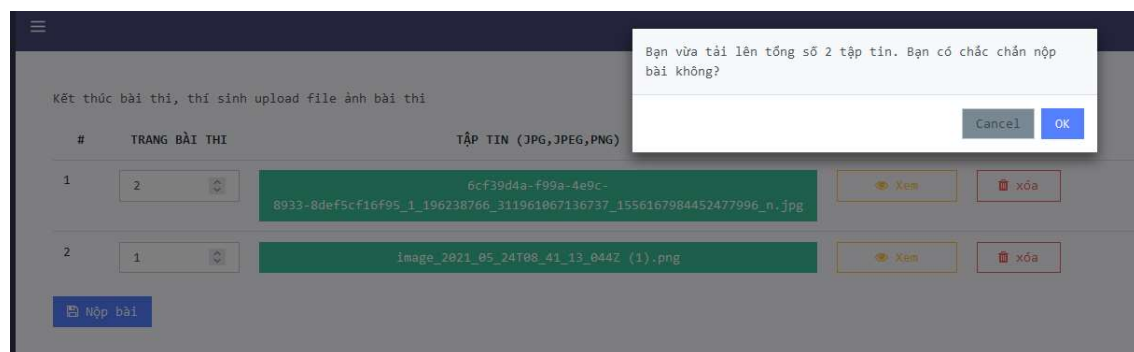 Bạn vừa tải lên tổng số 2 tập tin. Bạn có chắc chắn nộp
bài không?
Cancel OK
Kết thúc bài thi, thí sinh upload file ảnh bài thi
# TRANG BÀI THI TẬP TIN (JPG,JPEG,PNG)
1 2 6cf39d4a-f99a-4e9c- Xem xóa
8933-8def5cf16f95_1_196238766_311961067136737_1556167984452477996_n.jpg
2 1 image_2021_05_24T08_41_13_044Z (1).png Xem xóa
Nộp bài